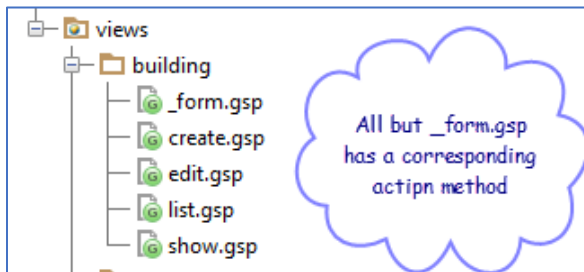 views
building
_form.gsp
create.gsp
edit.gsp
list.gsp
show.gsp
All but _form.gsp
has a corresponding
actipn method